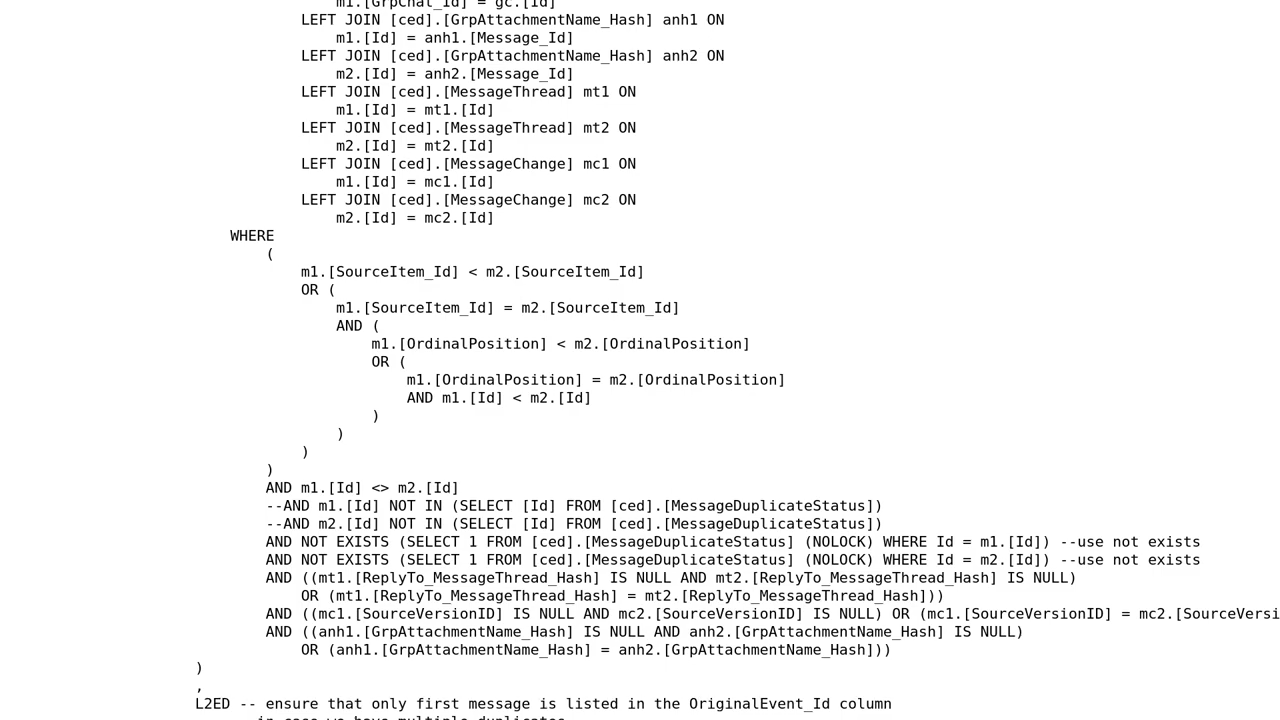 m1.[GrpChat_Id] = gc.[Id]
LEFT JOIN [ced].[GrpAttachmentName_Hash] anh1 ON
m1.[Id] = anh1.[Message_Id]
LEFT JOIN [ced].[GrpAttachmentName_Hash] anh2 ON
m2.[Id] = anh2.[Message_Id]
LEFT JOIN [ced].[MessageThread] mt1 ON
m1.[Id] = mt1.[Id]
LEFT JOIN [ced].[MessageThread] mt2 ON
m2.[Id] = mt2.[Id]
LEFT JOIN [ced].[MessageChange] mc1 ON
m1.[Id] = mc1.[Id]
LEFT JOIN [ced].[MessageChange] mc2 ON
m2.[Id] = mc2.[Id]
WHERE
(
m1.[SourceItem_Id] < m2.[SourceItem_Id]
OR (
m1.[SourceItem_Id] = m2.[SourceItem_Id]
AND (
m1.[OrdinalPosition] < m2.[OrdinalPosition]
OR (
m1.[OrdinalPosition] = m2.[OrdinalPosition]
AND m1.[Id] < m2.[Id]
)
)
)
)
AND m1.[Id] <> m2.[Id]
--AND m1.[Id] NOT IN (SELECT [Id] FROM [ced].[MessageDuplicateStatus])
--AND m2.[Id] NOT IN (SELECT [Id] FROM [ced].[MessageDuplicateStatus])
AND NOT EXISTS (SELECT 1 FROM [ced].[MessageDuplicateStatus] (NOLOCK) WHERE Id = m1.[Id]) --use not exists
AND NOT EXISTS (SELECT 1 FROM [ced].[MessageDuplicateStatus] (NOLOCK) WHERE Id = m2.[Id]) --use not exists
AND ((mt1.[ReplyTo_MessageThread_Hash] IS NULL AND mt2.[ReplyTo_MessageThread_Hash] IS NULL)
OR (mt1.[ReplyTo_MessageThread_Hash] = mt2.[ReplyTo_MessageThread_Hash]))
AND ((mc1.[SourceVersionID] IS NULL AND mc2.[SourceVersionID] IS NULL) OR (mc1.[SourceVersionID] = mc2.[SourceVersi
AND ((anh1.[GrpAttachmentName_Hash] IS NULL AND anh2.[GrpAttachmentName_Hash] IS NULL)
OR (anh1.[GrpAttachmentName_Hash] = anh2.[GrpAttachmentName_Hash]))
)
,
L2ED -- ensure that only first message is listed in the OriginalEvent_Id column
in case we have multiple duplicates